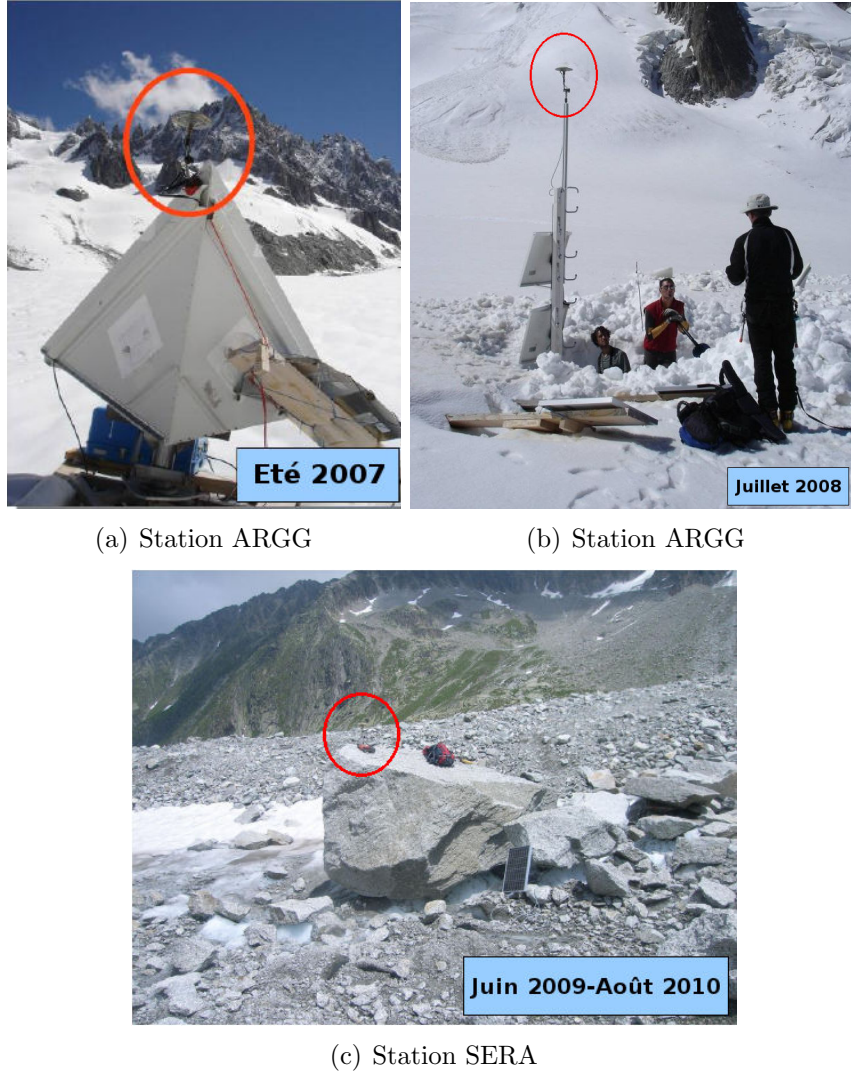 Eté 2007
Juillet 2008
(a) Station ARGG
(b) Station ARGG
Juin 2009-Août 2010
(c) Station SERA